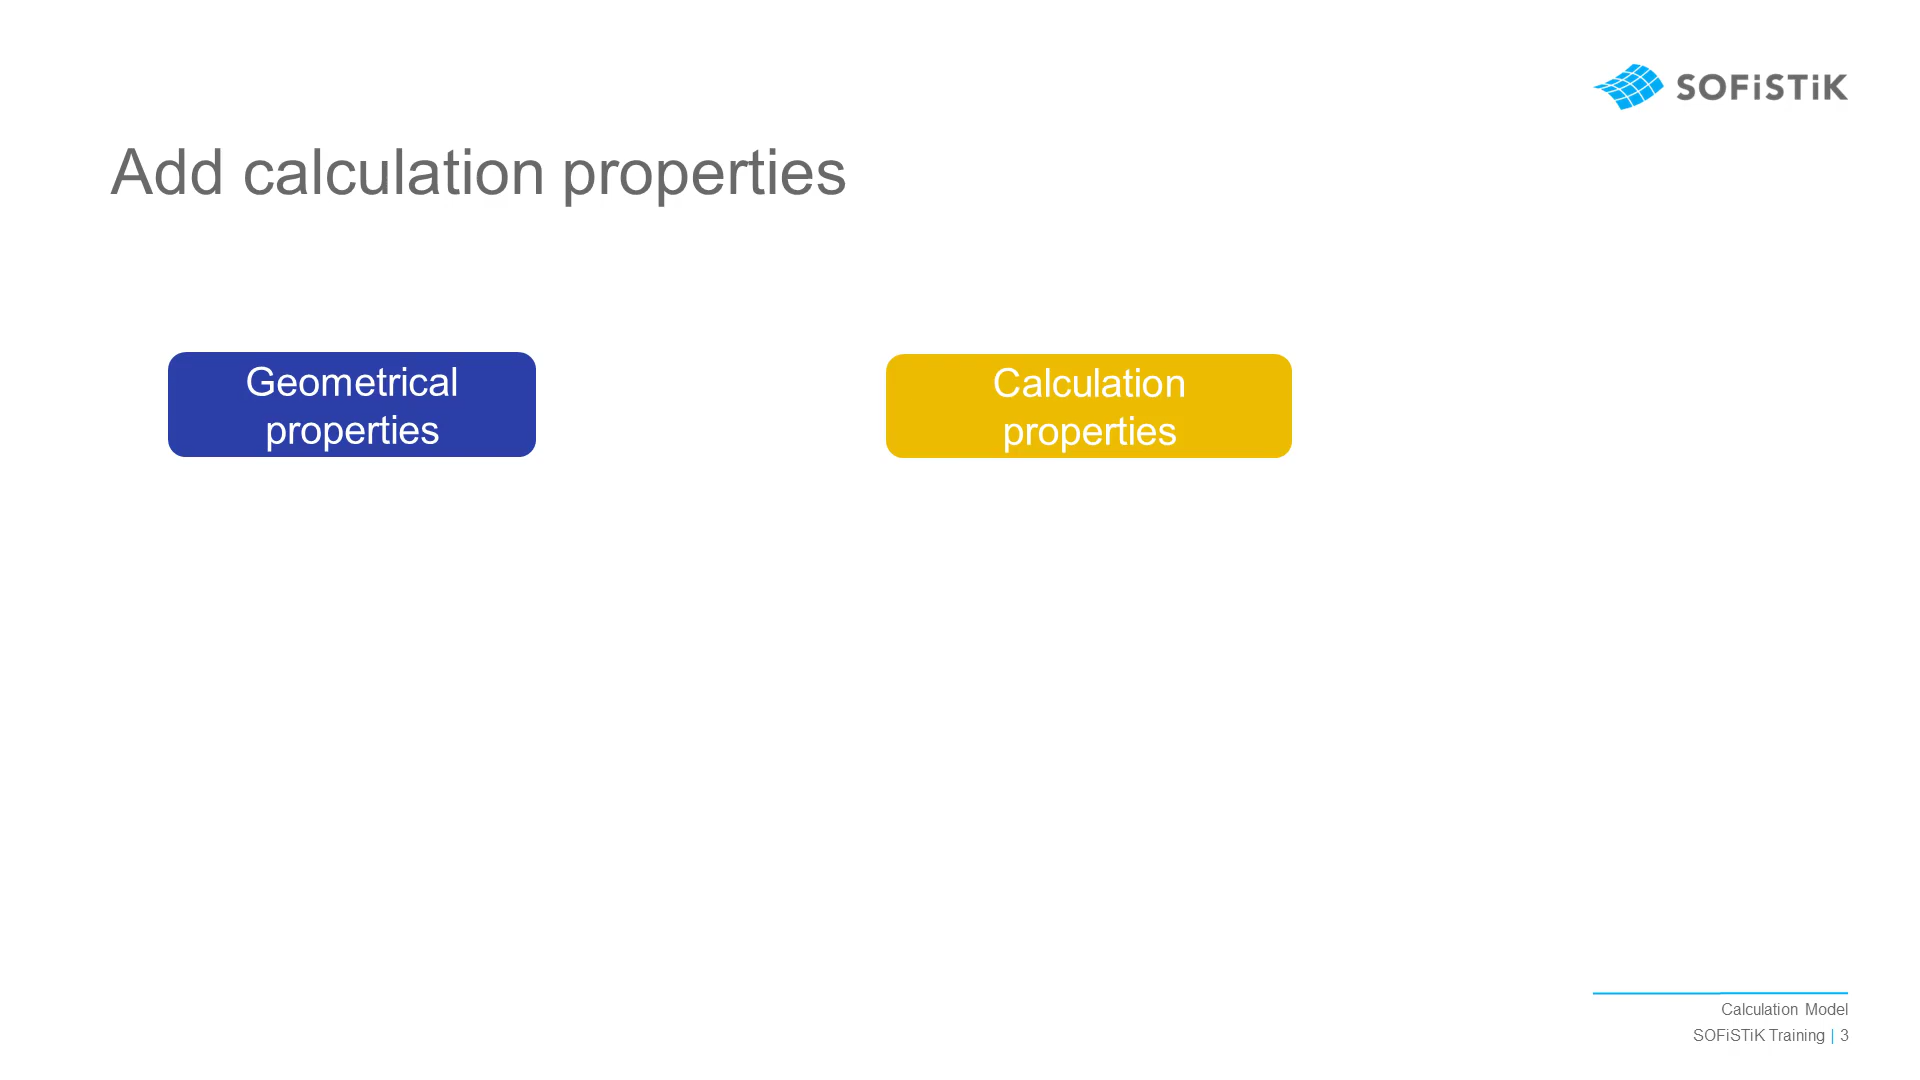 SOFiSTiK
Add calculation properties
Geometrical
properties
Calculation
properties
Calculation Model
SOFiSTiK Training | 3